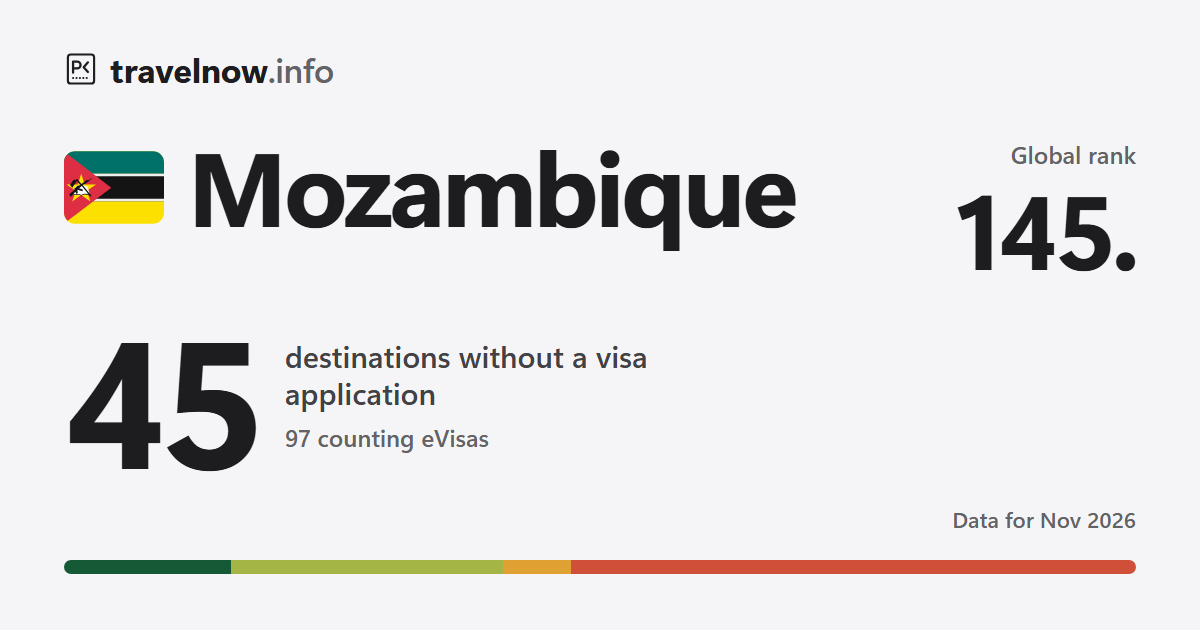 travelnow.info
Mozambique
Global rank
145.
45
destinations without a visa
application
97 counting eVisas
Data for Nov 2026